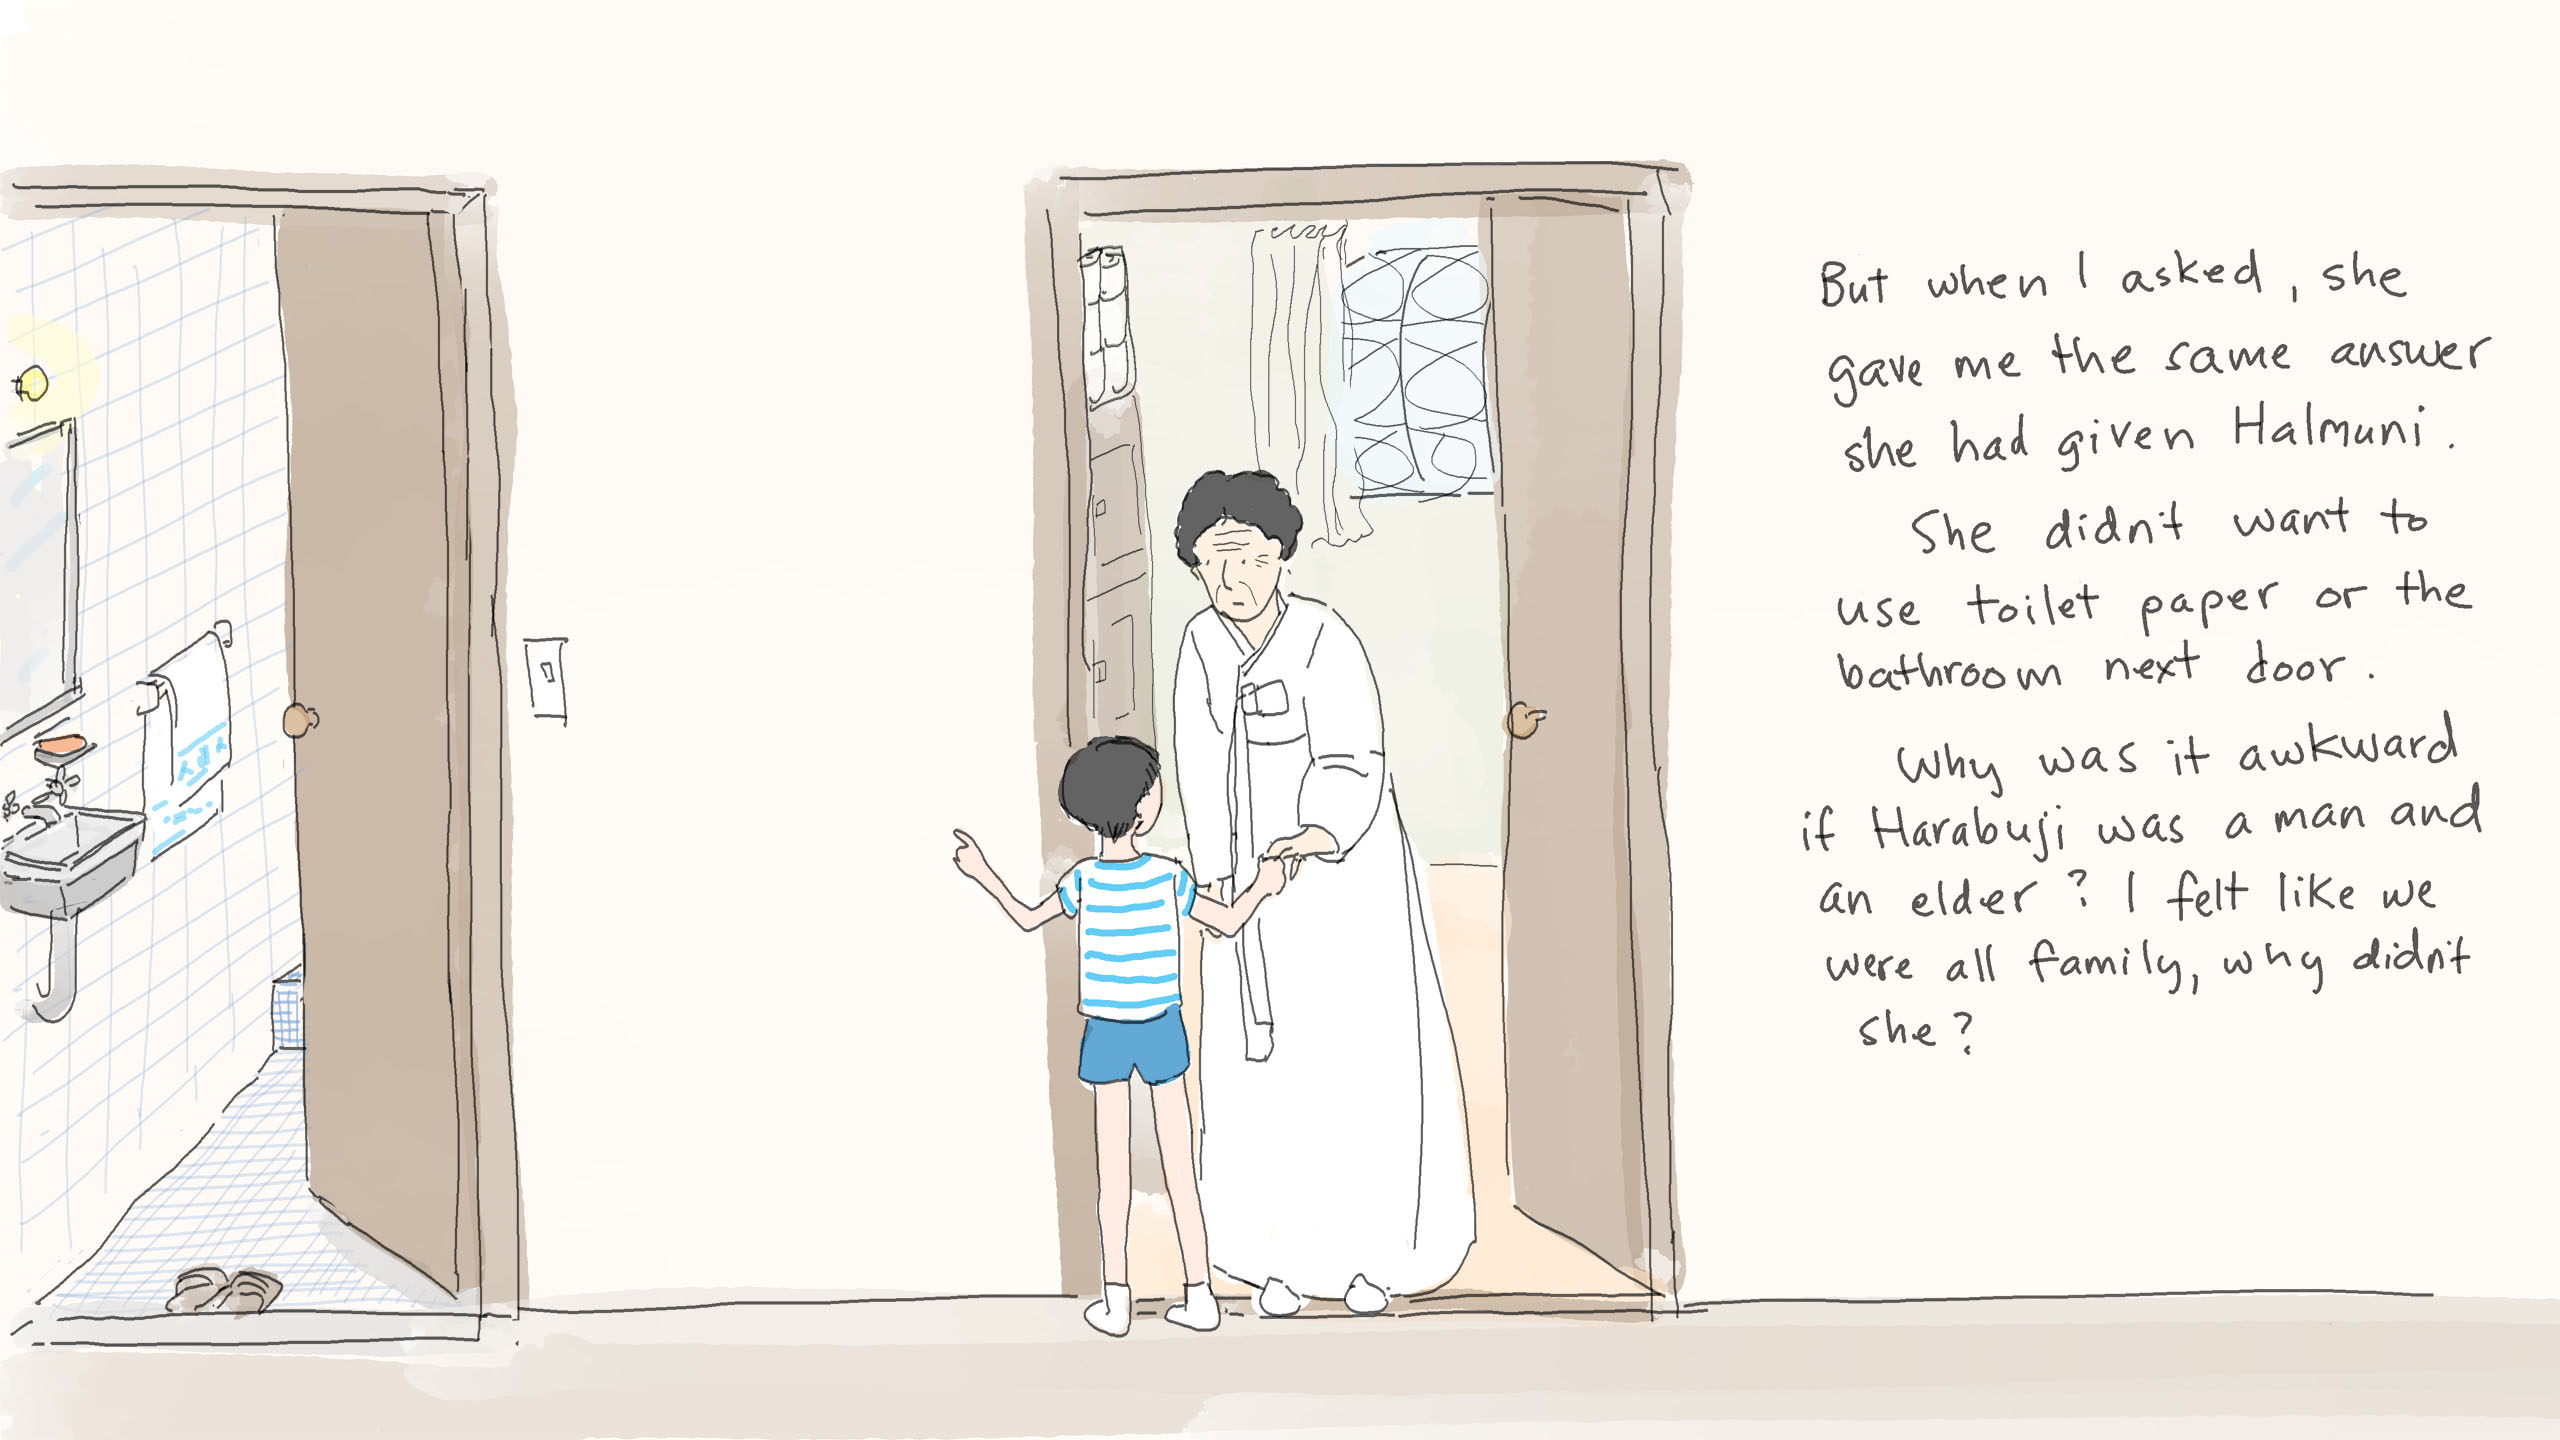 But when I asked, she
gave me the same answer
she had given Halmuni.
She didn't want to
use toilet paper or the
bathroom next door.
Why was it awkward
if Harabuji was a man and
an elder? I felt like we
were all family, why didn't
she?